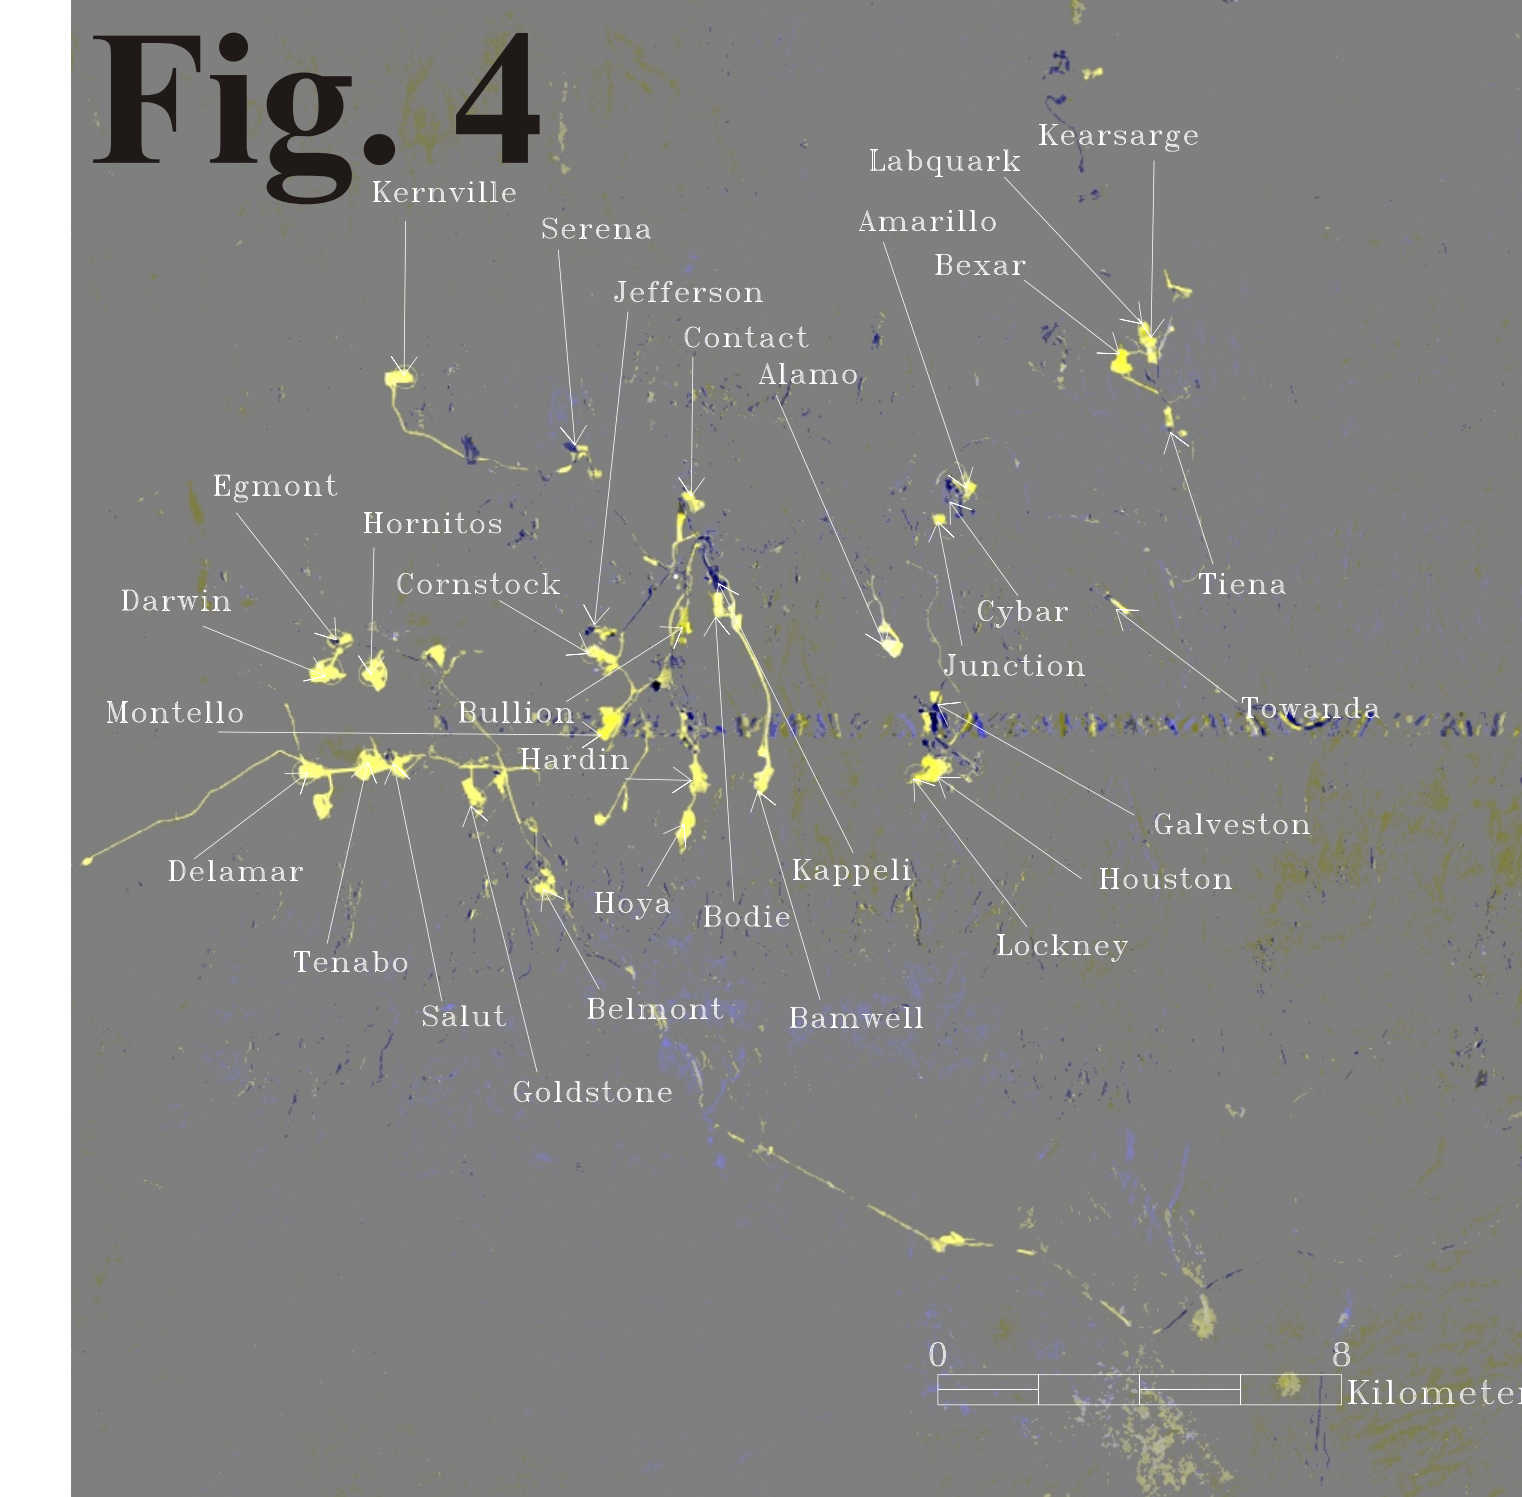 Fig. 4
Kearsarge
Labquark
Kernville
Amarillo
Serena
Bexar
Jefferson
Contact
Alamo
Egmont
Hornitos
Cornstock
Tiena
Darwin
Cybar
Junction
Montello
Bullion
Towanda
Hardin
Galveston
Delamar
Kappeli
Houston
Hoya
Bodie
Lockney
Tenabo
Belmont
Salut
Bamwell
Goldstone
0 8
Kilometer